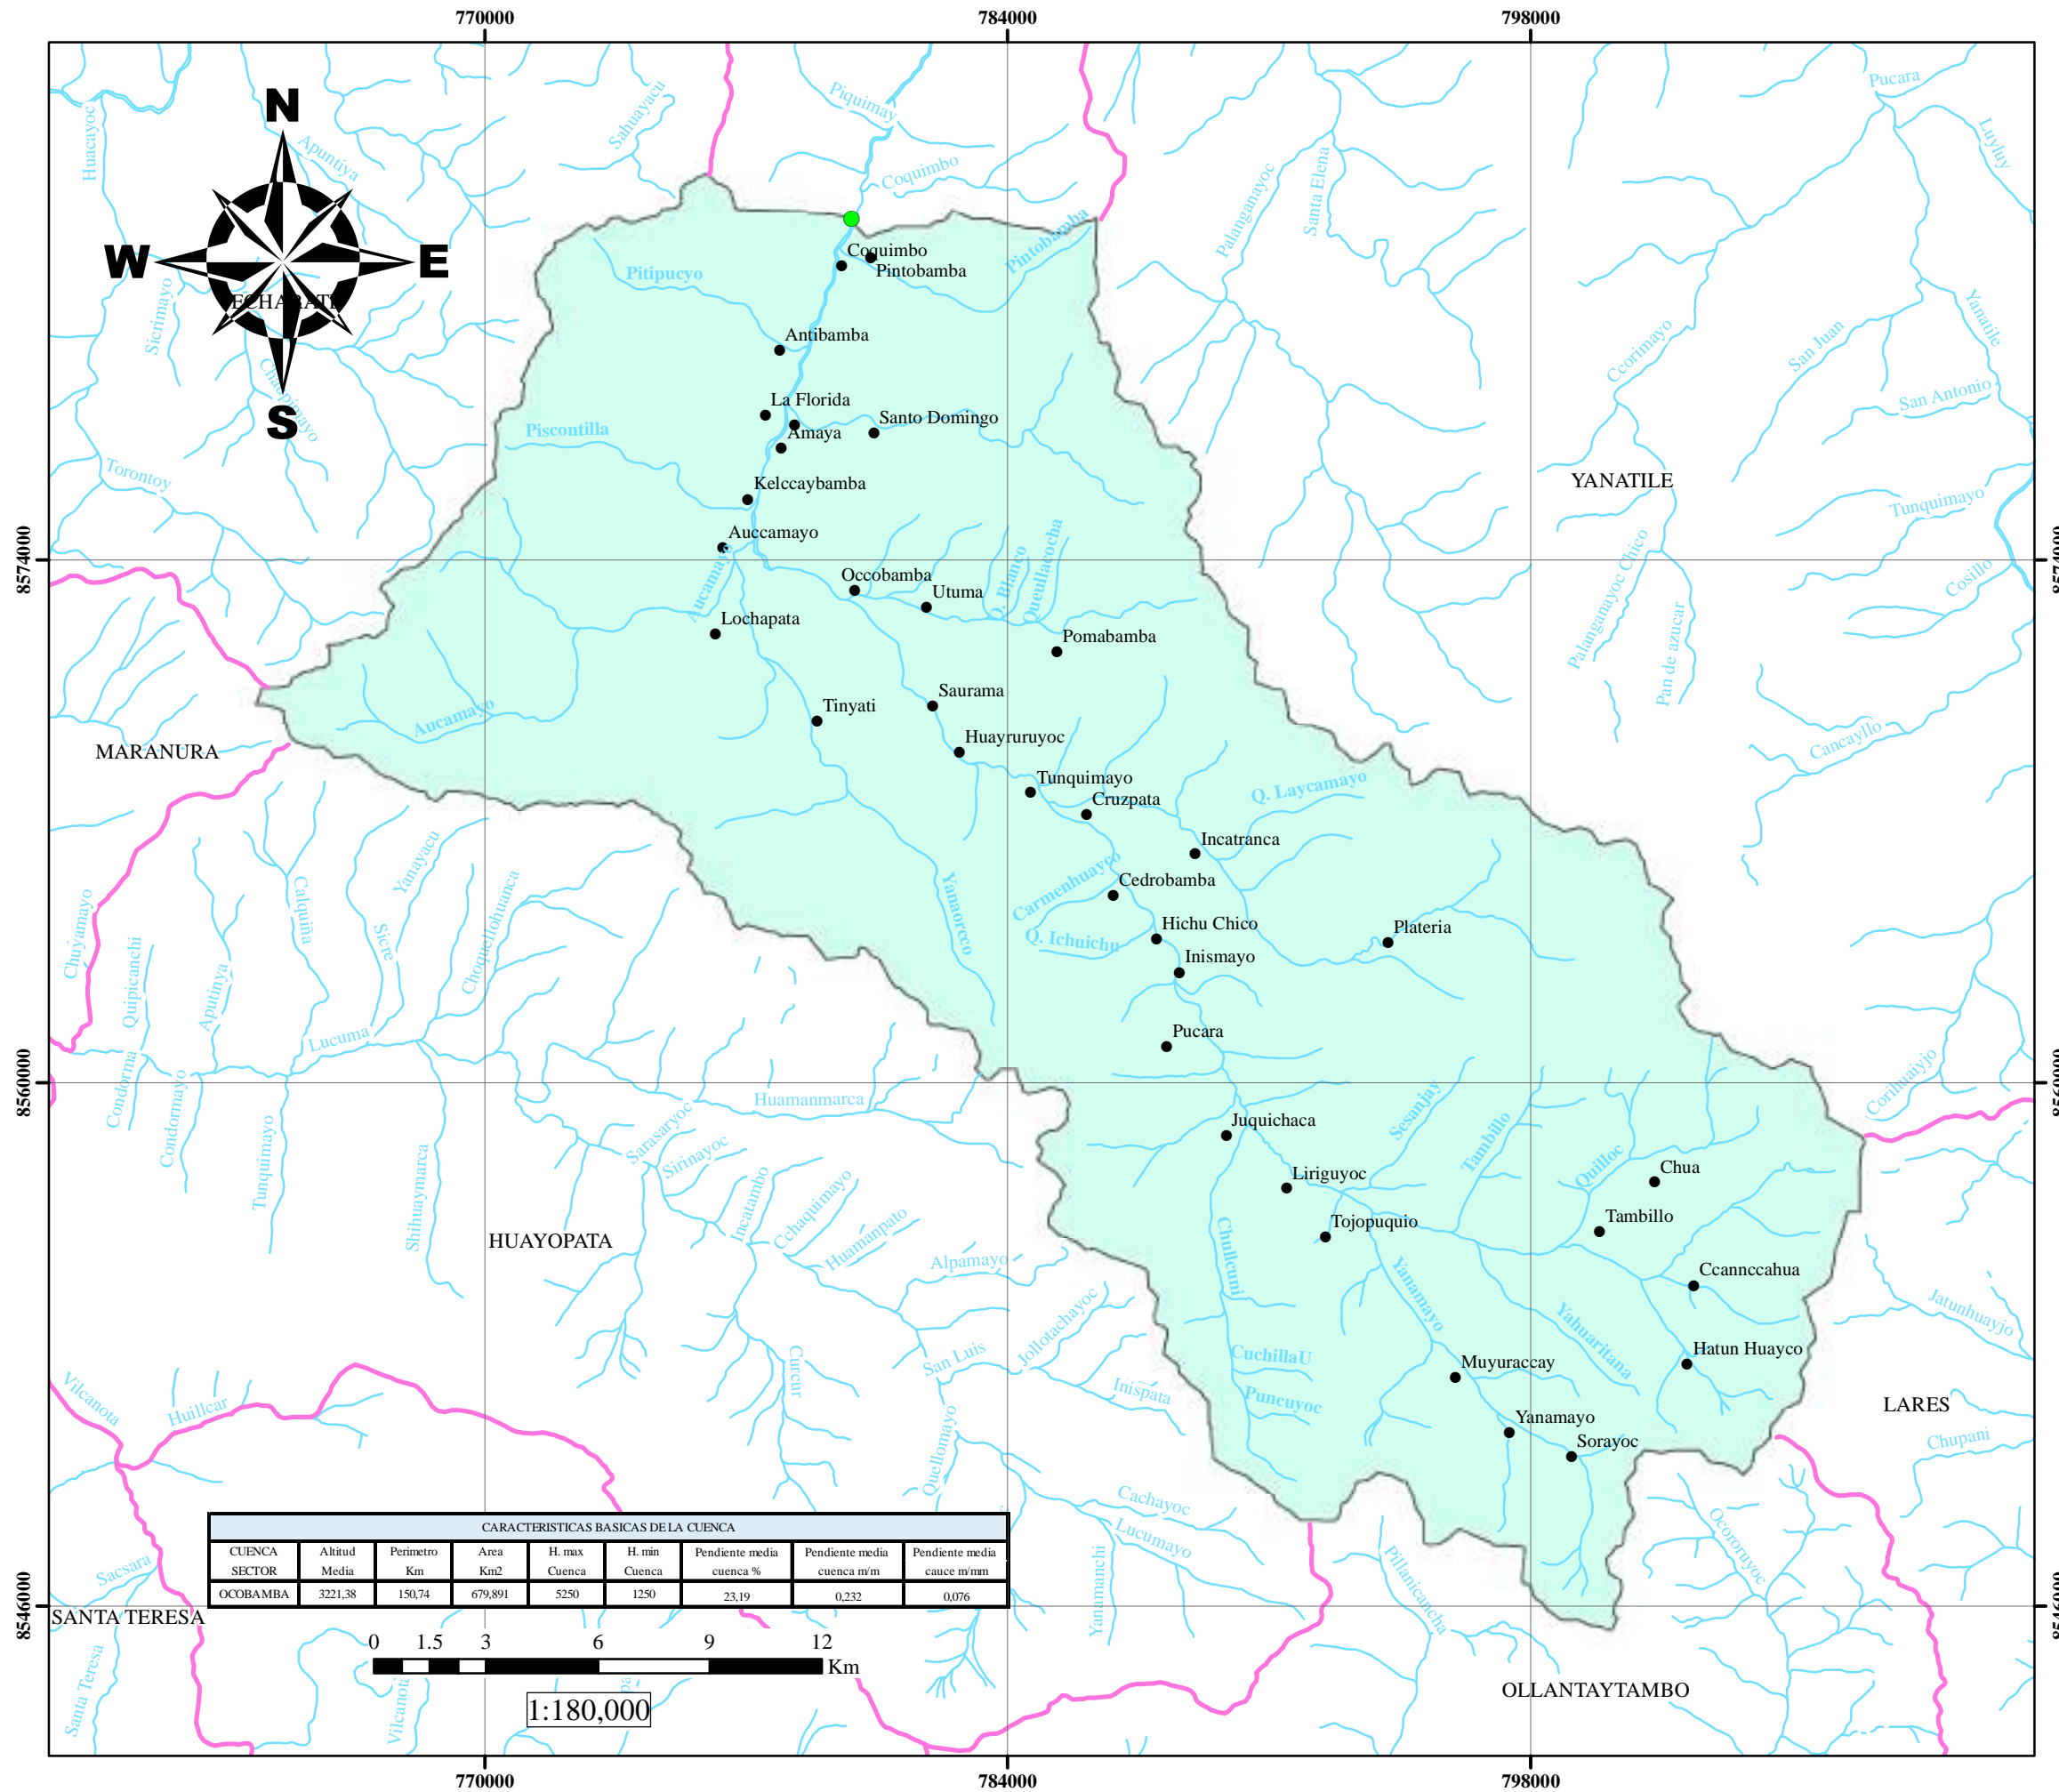 770000
784000
798000
Pucara
Piquimay
Sahuayacu
Huacayoc
N
Luyluy
Apuntiya
Coquimbo
Palanganayoc
Santa Elena
Pintobamba
W
E
Coquimbo
Pintobamba
Pitipucyo
Sicrimayo
Yanatile
Antibamba
San Juan
Ccorimayo
Chaupimayo
S
La Florida
San Antonio
Santo Domingo
Amaya
Piscontilla
Torontoy
YANATILE
Kelccaybamba
Tunquimayo
Auccamayo
8574000
Q. Blanco
Queullacocha
Palanganayoc Chico
Cosillo
Occobamba
Utuma
Aucamayo
Lochapata
Pomabamba
Pan de azucar
Saurama
Tinyati
Aucamayo
Huayruruyoc
Cancayllo
MARANURA
Tunquimayo
Q. Laycamayo
Cruzpata
Incatranca
Yanayacu
Carmenhuayco
Cedrobamba
Calquiña
Choquellohuanca
Yanaorcco
Chuyamayo
Hichu Chico
Plateria
Q. Ichuichu
Sicre
Quipicanchi
Aputinya
Inismayo
Lucuma
Pucara
8560000
Condorma
Condormayo
Huamanmarca
Corihuaiyjo
Sesanjay
Sarasaryoc
Juquichaca
Tambillo
Sirinayoc
Quilloc
Chua
Tunquimayo
Liriguyoc
Shihuaymarca
Incatambo
Cchaquimayo
Huamanpato
Tambillo
Tojopuquio
HUAYOPATA
Chullcuni
Alpamayo
Ccannccahua
Yanamayo
Jatunhuayjo
Yahuaritana
Jollotachayoc
San Luis
CuchillaU
Hatun Huayco
Muyuraccay
Curcur
Inispata
Puncuyoc
Vilcanota
Huillcar
LARES
Yanamayo
Chupani
Sorayoc
Quellomayo
Cachayoc
Lucumayo
Ocororuyoc
CARACTERISTICAS BASICAS DE LA CUENCA
CUENCA SECTOR
Altitud Media
Perimetro Km
Area Km2
H. max Cuenca
H. min Cuenca
Pendiente media cuenca %
Pendiente media cuenca m/m
Pendiente media cauce m/mm
OCOBAMBA 3221,38 150,74 679,891 5250 1250 23,19 0,232 0,076
Sacsara
Yanamanchi
Pillanicancha
8546000
SANTA TERESA
0 1.5 3 6 9 12
Km
Santa Teresa
Vilcanota
1:180,000
OLLANTAYTAMBO
770000
784000
798000